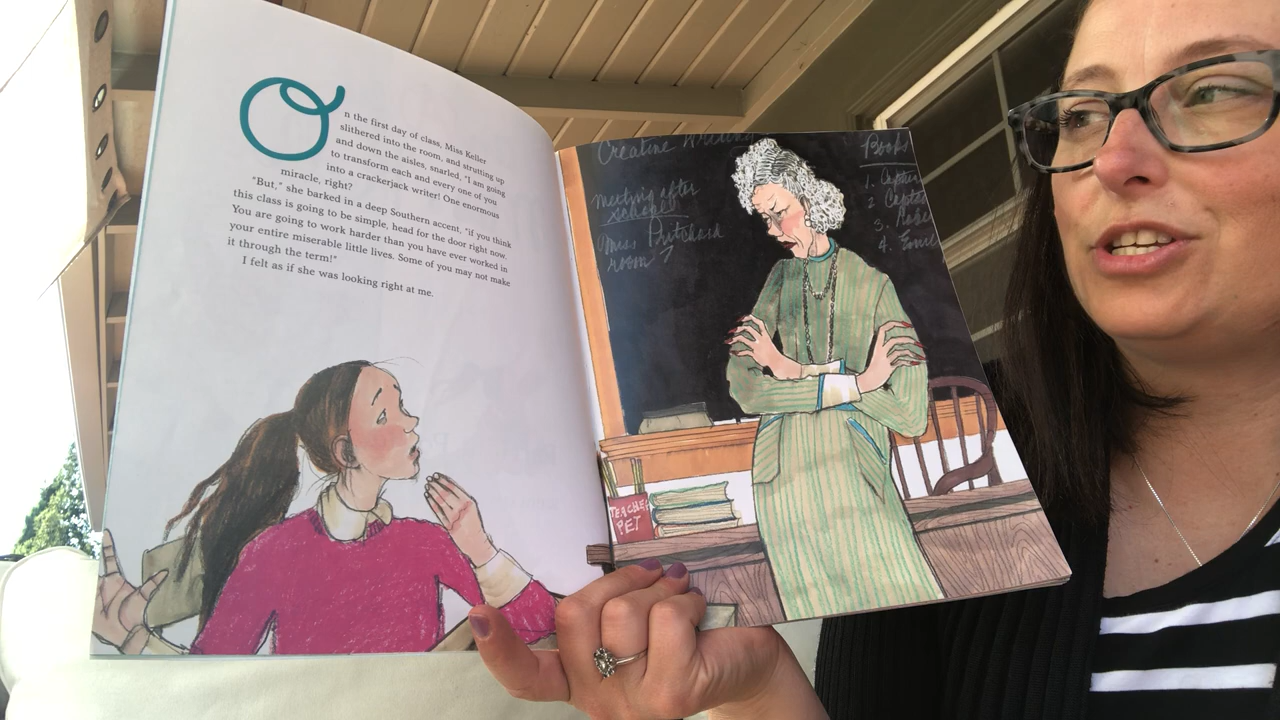 On the first day of class, Miss Keller
slithered into the room, and strutting up
and down the aisles, snarled, "I am going
to transform each and every one of you
into a crackerjack writer! One enormous
miracle, right?
"But," she barked in a deep Southern accent, "if you think
this class is going to be simple, head for the door right now.
You are going to work harder than you have ever worked in
your entire miserable little lives. Some of you may not make
it through the term!"
I felt as if she was looking right at me.
Creative Writing
meeting after
school
Miss Pritchard
room 7
Books
1.
2
3.
4.
TEACHER
PET